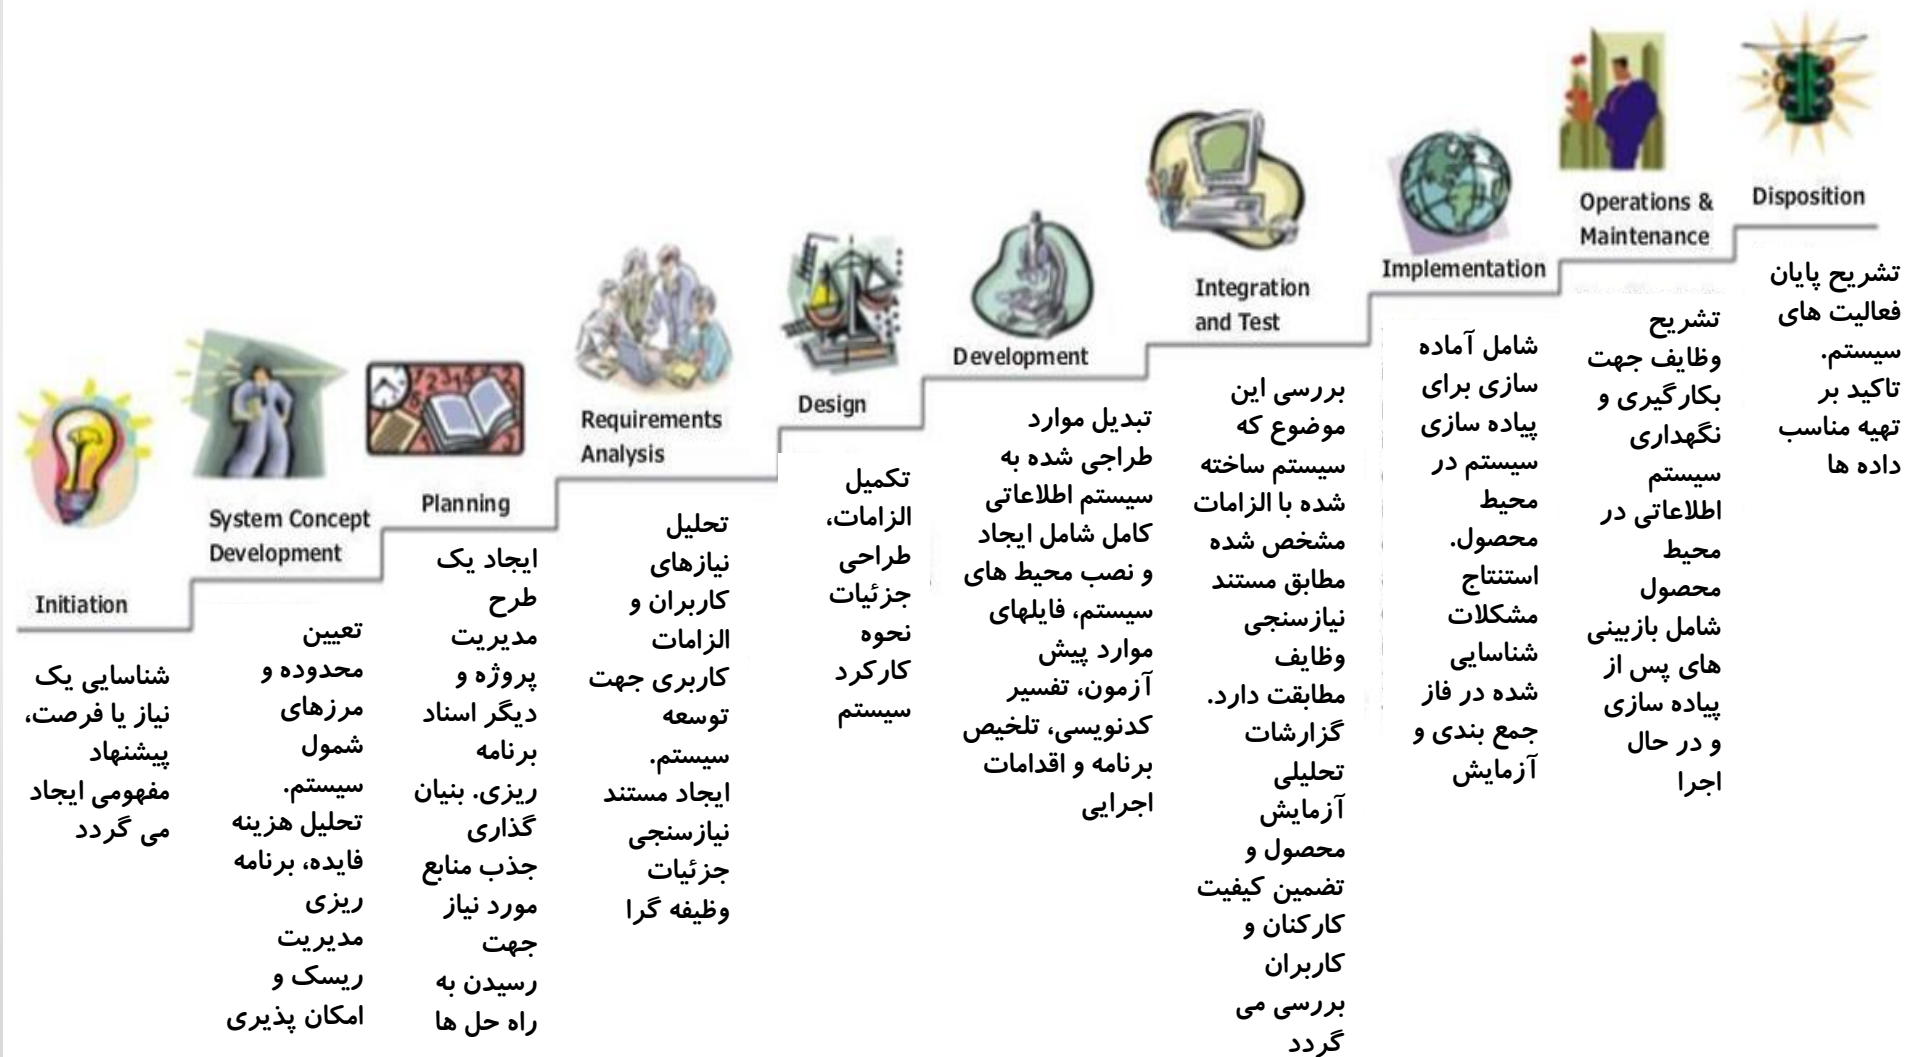 Initiation
شناسایی یک
نیاز یا فرصت،
پیشنهاد
مفهومی ایجاد
می گردد
System Concept
Development
تعیین
محدوده و
مرزهای
شمول
سیستم.
تحلیل هزینه
فایده، برنامه
ریزی
مدیریت
ریسک و
امکان پذیری
Planning
ایجاد یک
طرح
مدیریت
پروژه و
دیگر اسناد
برنامه
ریزی. بنیان
گذاری
جذب منابع
مورد نیاز
جهت
رسیدن به
راه حل ها
Requirements
Analysis
تحلیل
نیازهای
کاربران و
الزامات
کاربری جهت
توسعه
سیستم.
ایجاد مستند
نیازسنجی
جزئیات
وظیفه گرا
Design
تکمیل
الزامات،
طراحی
جزئیات
نحوه
کارکرد
سیستم
Development
تبدیل موارد
طراجی شده به
سیستم اطلاعاتی
کامل شامل ایجاد
و نصب محیط های
سیستم، فایلهای
موارد پیش
آزمون، تفسیر
کدنویسی، تلخیص
برنامه و اقدامات
اجرایی
Integration
and Test
بررسی این
موضوع که
سیستم ساخته
شده با الزامات
مشخص شده
مطابق مستند
نیازسنجی
وظایف
مطابقت دارد.
گزارشات
تحلیلی
آزمایش
محصول و
تضمین کیفیت
کارکنان و
کاربران
بررسی می
گردد
Implementation
شامل آماده
سازی برای
پیاده سازی
سیستم در
محیط
محصول.
استنتاج
مشکلات
شناسایی
شده در فاز
جمع بندی و
آزمایش
Operations &
Maintenance
تشریح
وظایف جهت
بکارگیری و
نگهداری
سیستم
اطلاعاتی در
محیط
محصول
شامل بازبینی
های پس از
پیاده سازی
و در حال
اجرا
Disposition
تشریح پایان
فعالیت های
سیستم.
تاکید بر
تهیه مناسب
داده ها